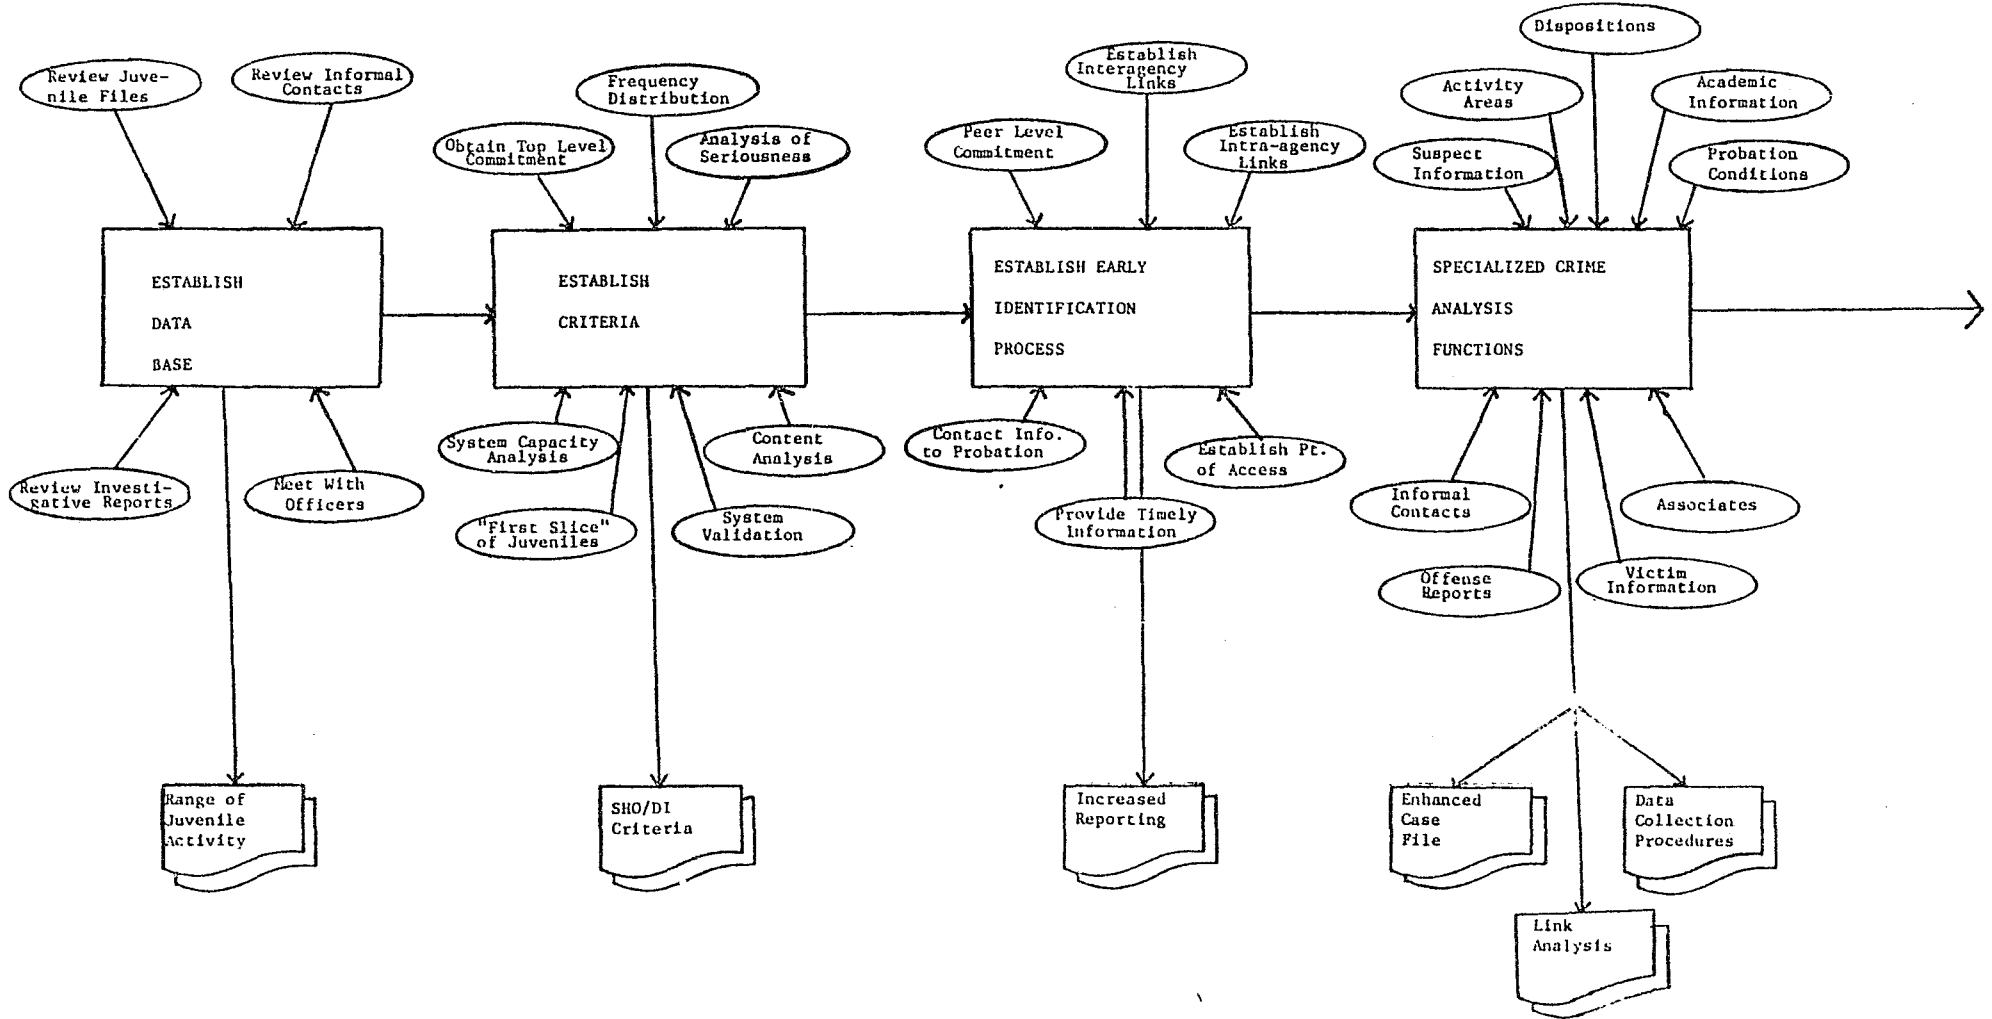 Review Juve-
nile Files
Review Informal
Contacts
Obtain Top Level
Commitment
Frequency
Distribution
Analysis of
Seriousness
Peer Level
Commitment
Establish
Interagency
Links
Establish
Intra-agency
Links
Dispositions
Activity
Areas
Academic
Information
Suspect
Information
Probation
Conditions
ESTABLISH
DATA
BASE
ESTABLISH
CRITERIA
ESTABLISH EARLY
IDENTIFICATION
PROCESS
SPECIALIZED CRIME
ANALYSIS
FUNCTIONS
Review Investi-
gative Reports
Meet With
Officers
System Capacity
Analysis
Content
Analysis
"First Slice"
of Juveniles
System
Validation
Contact Info.
to Probation
Establish Pt.
of Access
Provide Timely
Information
Informal
Contacts
Associates
Offense
Reports
Victim
Information
Range of
Juvenile
Activity
SHO/DI
Criteria
Increased
Reporting
Enhanced
Case
File
Data
Collection
Procedures
Link
Analysis